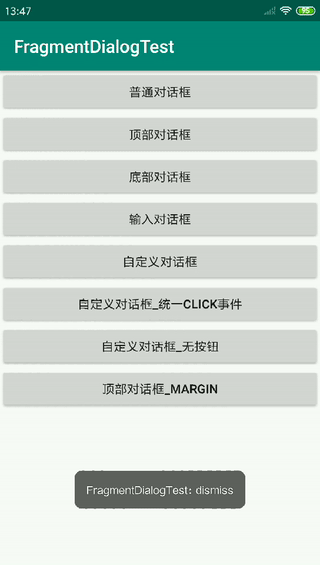 13:47
95
FragmentDialogTest
普通对话框
顶部对话框
底部对话框
输入对话框
自定义对话框
自定义对话框_统一CLICK事件
自定义对话框_无按钮
顶部对话框_MARGIN
FragmentDialogTest: dismiss